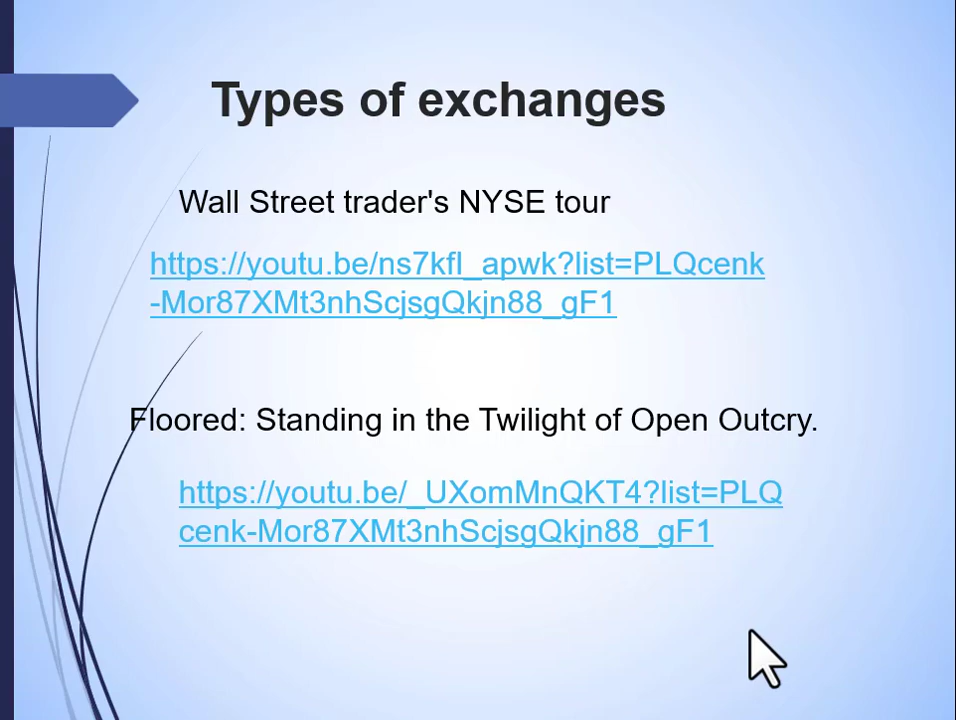 Types of exchanges
Wall Street trader's NYSE tour
https://youtu.be/ns7kfl_apwk?list=PLQcenk
-Mor87XMt3nhScjsgQkjn88_gF1
Floored: Standing in the Twilight of Open Outcry.
https://youtu.be/_UXomMnQKT4?list=PLQ
cenk-Mor87XMt3nhScjsgQkjn88_gF1